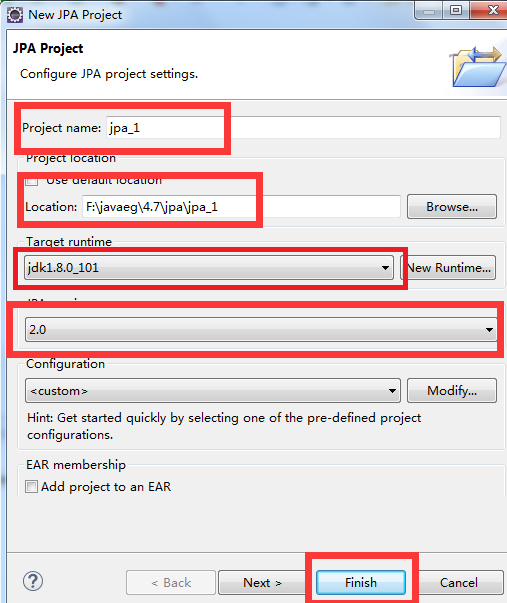 New JPA Project
JPA Project
Configure JPA project settings.
Project name: jpa_1
Project location
Use default location
Location: F:\javaeg\4.7\jpa\jpa_1 Browse...
Target runtime
jdk1.8.0_101 New Runtime...
2.0
Configuration
<custom> Modify...
Hint: Get started quickly by selecting one of the pre-defined project
configurations.
EAR membership
Add project to an EAR
? < Back Next > Finish Cancel